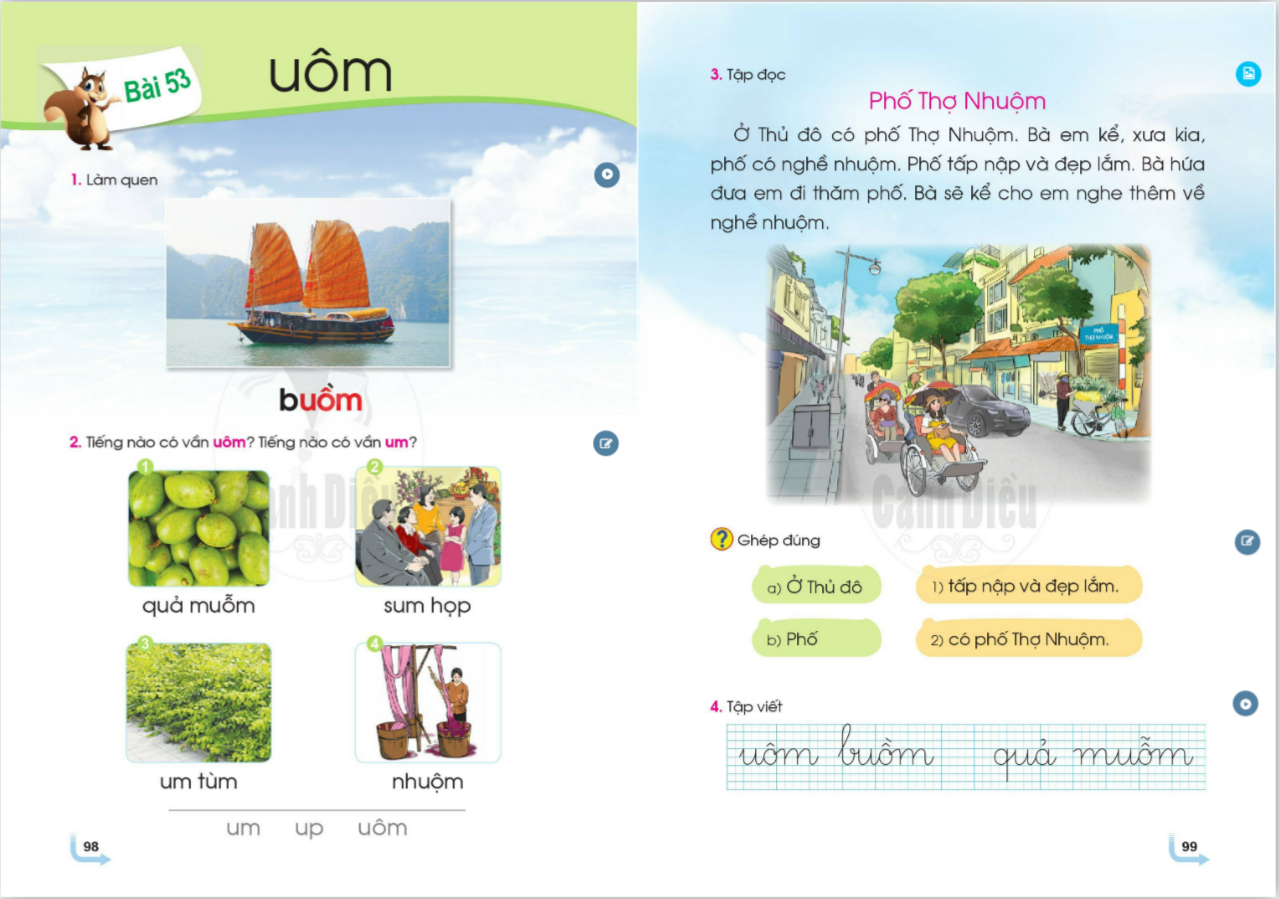 Bài 53
uôm
1. Làm quen
buồm
2. Tiếng nào có vần uôm? Tiếng nào có vần um?
1
2
quả muỗm
sum họp
3
4
um tùm
nhuộm
um up uôm
98
Cánh Diều
3. Tập đọc
Phố Thợ Nhuộm
Ở Thủ đô có phố Thợ Nhuộm. Bà em kể, xưa kia,
phố có nghề nhuộm. Phố tấp nập và đẹp lắm. Bà hứa
đưa em đi thăm phố. Bà sẽ kể cho em nghe thêm về
nghề nhuộm.
PHỐ
THỢ NHUỘM
Cánh Diều
? Ghép đúng
a) Ở Thủ đô
1) tấp nập và đẹp lắm.
b) Phố
2) có phố Thợ Nhuộm.
4. Tập viết
uôm buồm quả muỗm
99